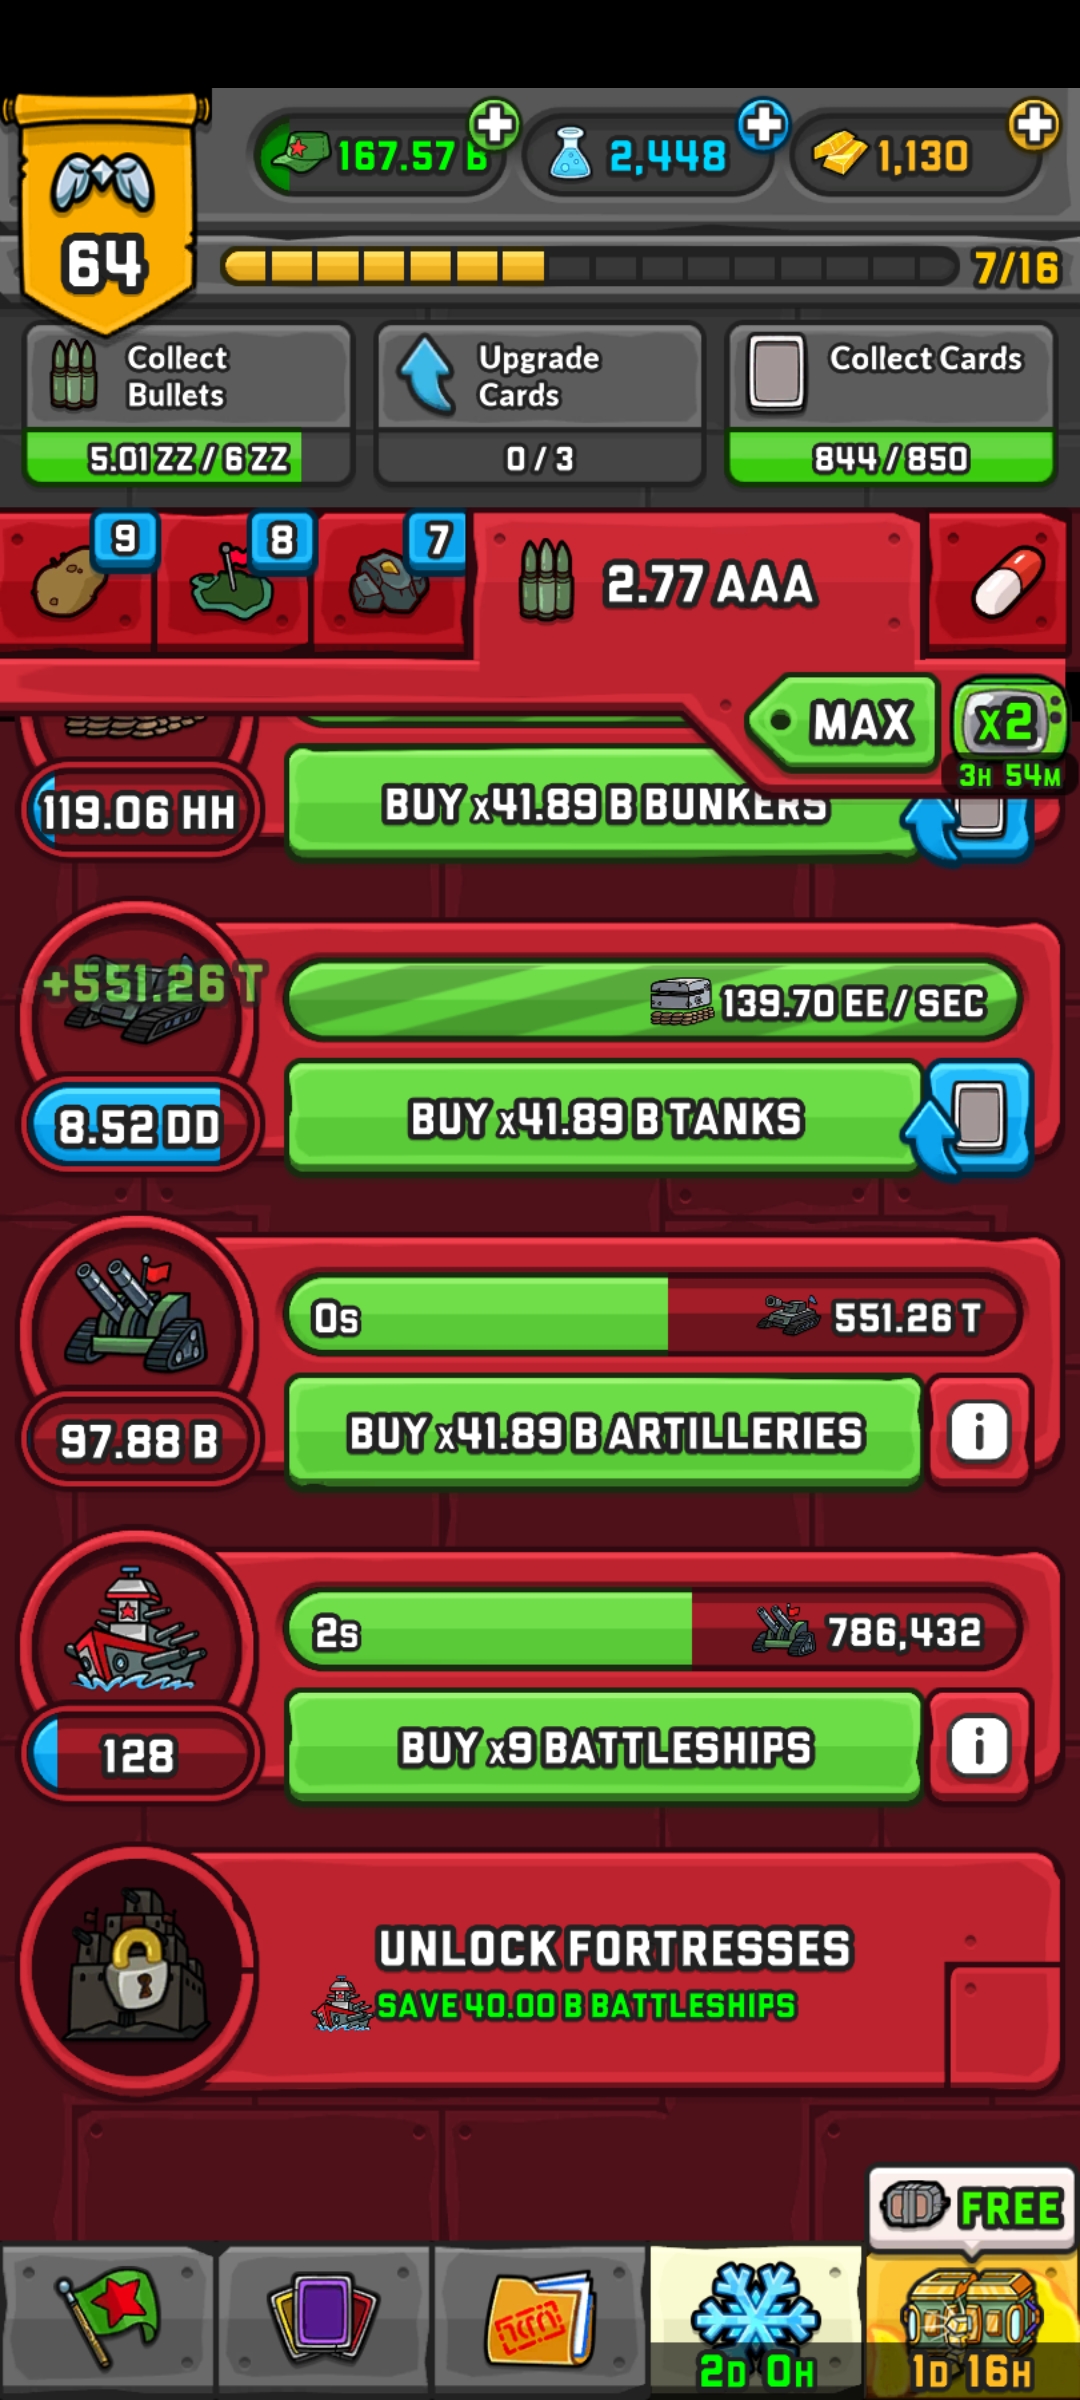 64
167.57 B
2,448
1,130
7/16
Collect
Bullets
5.01 ZZ / 6 ZZ
Upgrade
Cards
0 / 3
Collect Cards
844 / 850
9
8
7
2.77 AAA
MAX
x2
3H 54M
119.06 HH
BUY x41.89 B BUNKERS
+551.26 T
139.70 EE / SEC
8.52 DD
BUY x41.89 B TANKS
0s
551.26 T
97.88 B
BUY x41.89 B ARTILLERIES
2s
786,432
128
BUY x9 BATTLESHIPS
UNLOCK FORTRESSES
SAVE 40.00 B BATTLESHIPS
FREE
2D 0H
1D 16H